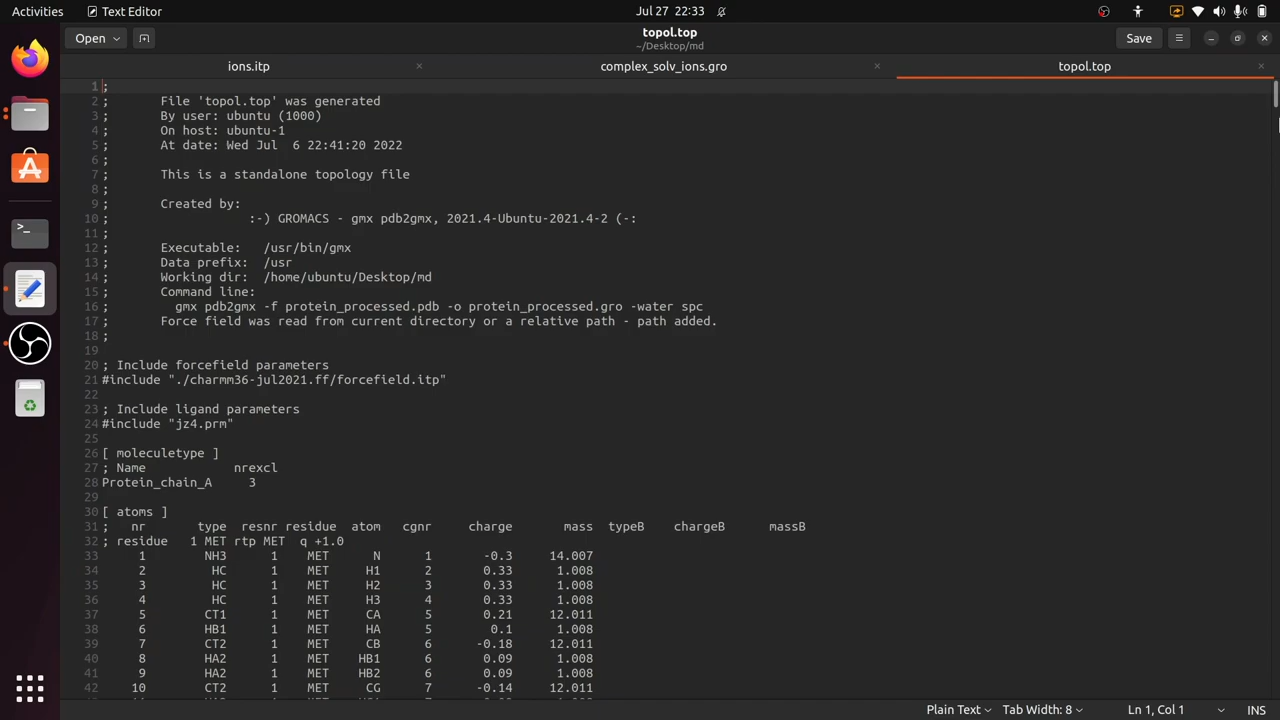 Activities Text Editor Jul 27 22:33
Open topol.top Save
~/Desktop/md
ions.itp complex_solv_ions.gro topol.top
1 ;
2 ; File 'topol.top' was generated
3 ; By user: ubuntu (1000)
4 ; On host: ubuntu-1
5 ; At date: Wed Jul  6 22:41:20 2022
6 ;
7 ; This is a standalone topology file
8 ;
9 ; Created by:
10 ; :-) GROMACS - gmx pdb2gmx, 2021.4-Ubuntu-2021.4-2 (-:
11 ;
12 ; Executable:   /usr/bin/gmx
13 ; Data prefix:  /usr
14 ; Working dir:  /home/ubuntu/Desktop/md
15 ; Command line:
16 ; gmx pdb2gmx -f protein_processed.pdb -o protein_processed.gro -water spc
17 ; Force field was read from current directory or a relative path - path added.
18 ;
19
20 ; Include forcefield parameters
21 #include "./charmm36-jul2021.ff/forcefield.itp"
22
23 ; Include ligand parameters
24 #include "jz4.prm"
25
26 [ moleculetype ]
27 ; Name            nrexcl
28 Protein_chain_A     3
29
30 [ atoms ]
31 ; nr type resnr residue atom cgnr charge mass typeB chargeB massB
32 ; residue   1 MET rtp MET  q +1.0
33 1 NH3 1 MET N 1 -0.3 14.007
34 2 HC 1 MET H1 2 0.33 1.008
35 3 HC 1 MET H2 3 0.33 1.008
36 4 HC 1 MET H3 4 0.33 1.008
37 5 CT1 1 MET CA 5 0.21 12.011
38 6 HB1 1 MET HA 5 0.1 1.008
39 7 CT2 1 MET CB 6 -0.18 12.011
40 8 HA2 1 MET HB1 6 0.09 1.008
41 9 HA2 1 MET HB2 6 0.09 1.008
42 10 CT2 1 MET CG 7 -0.14 12.011
Plain Text Tab Width: 8 Ln 1, Col 1 INS